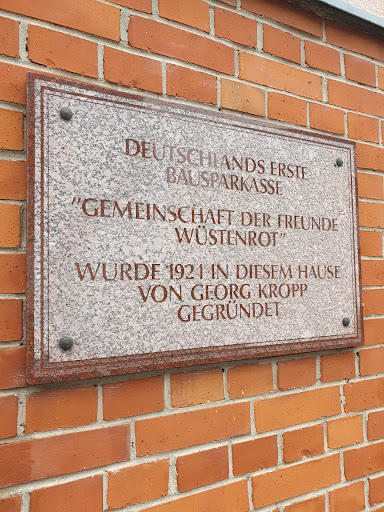 DEUTSCHLANDS ERSTE
BAUSPARKASSE
"GEMEINSCHAFT DER FREUNDE
WÜSTENROT"
WURDE 1921 IN DIESEM HAUSE
VON GEORG KROPP
GEGRÜNDET